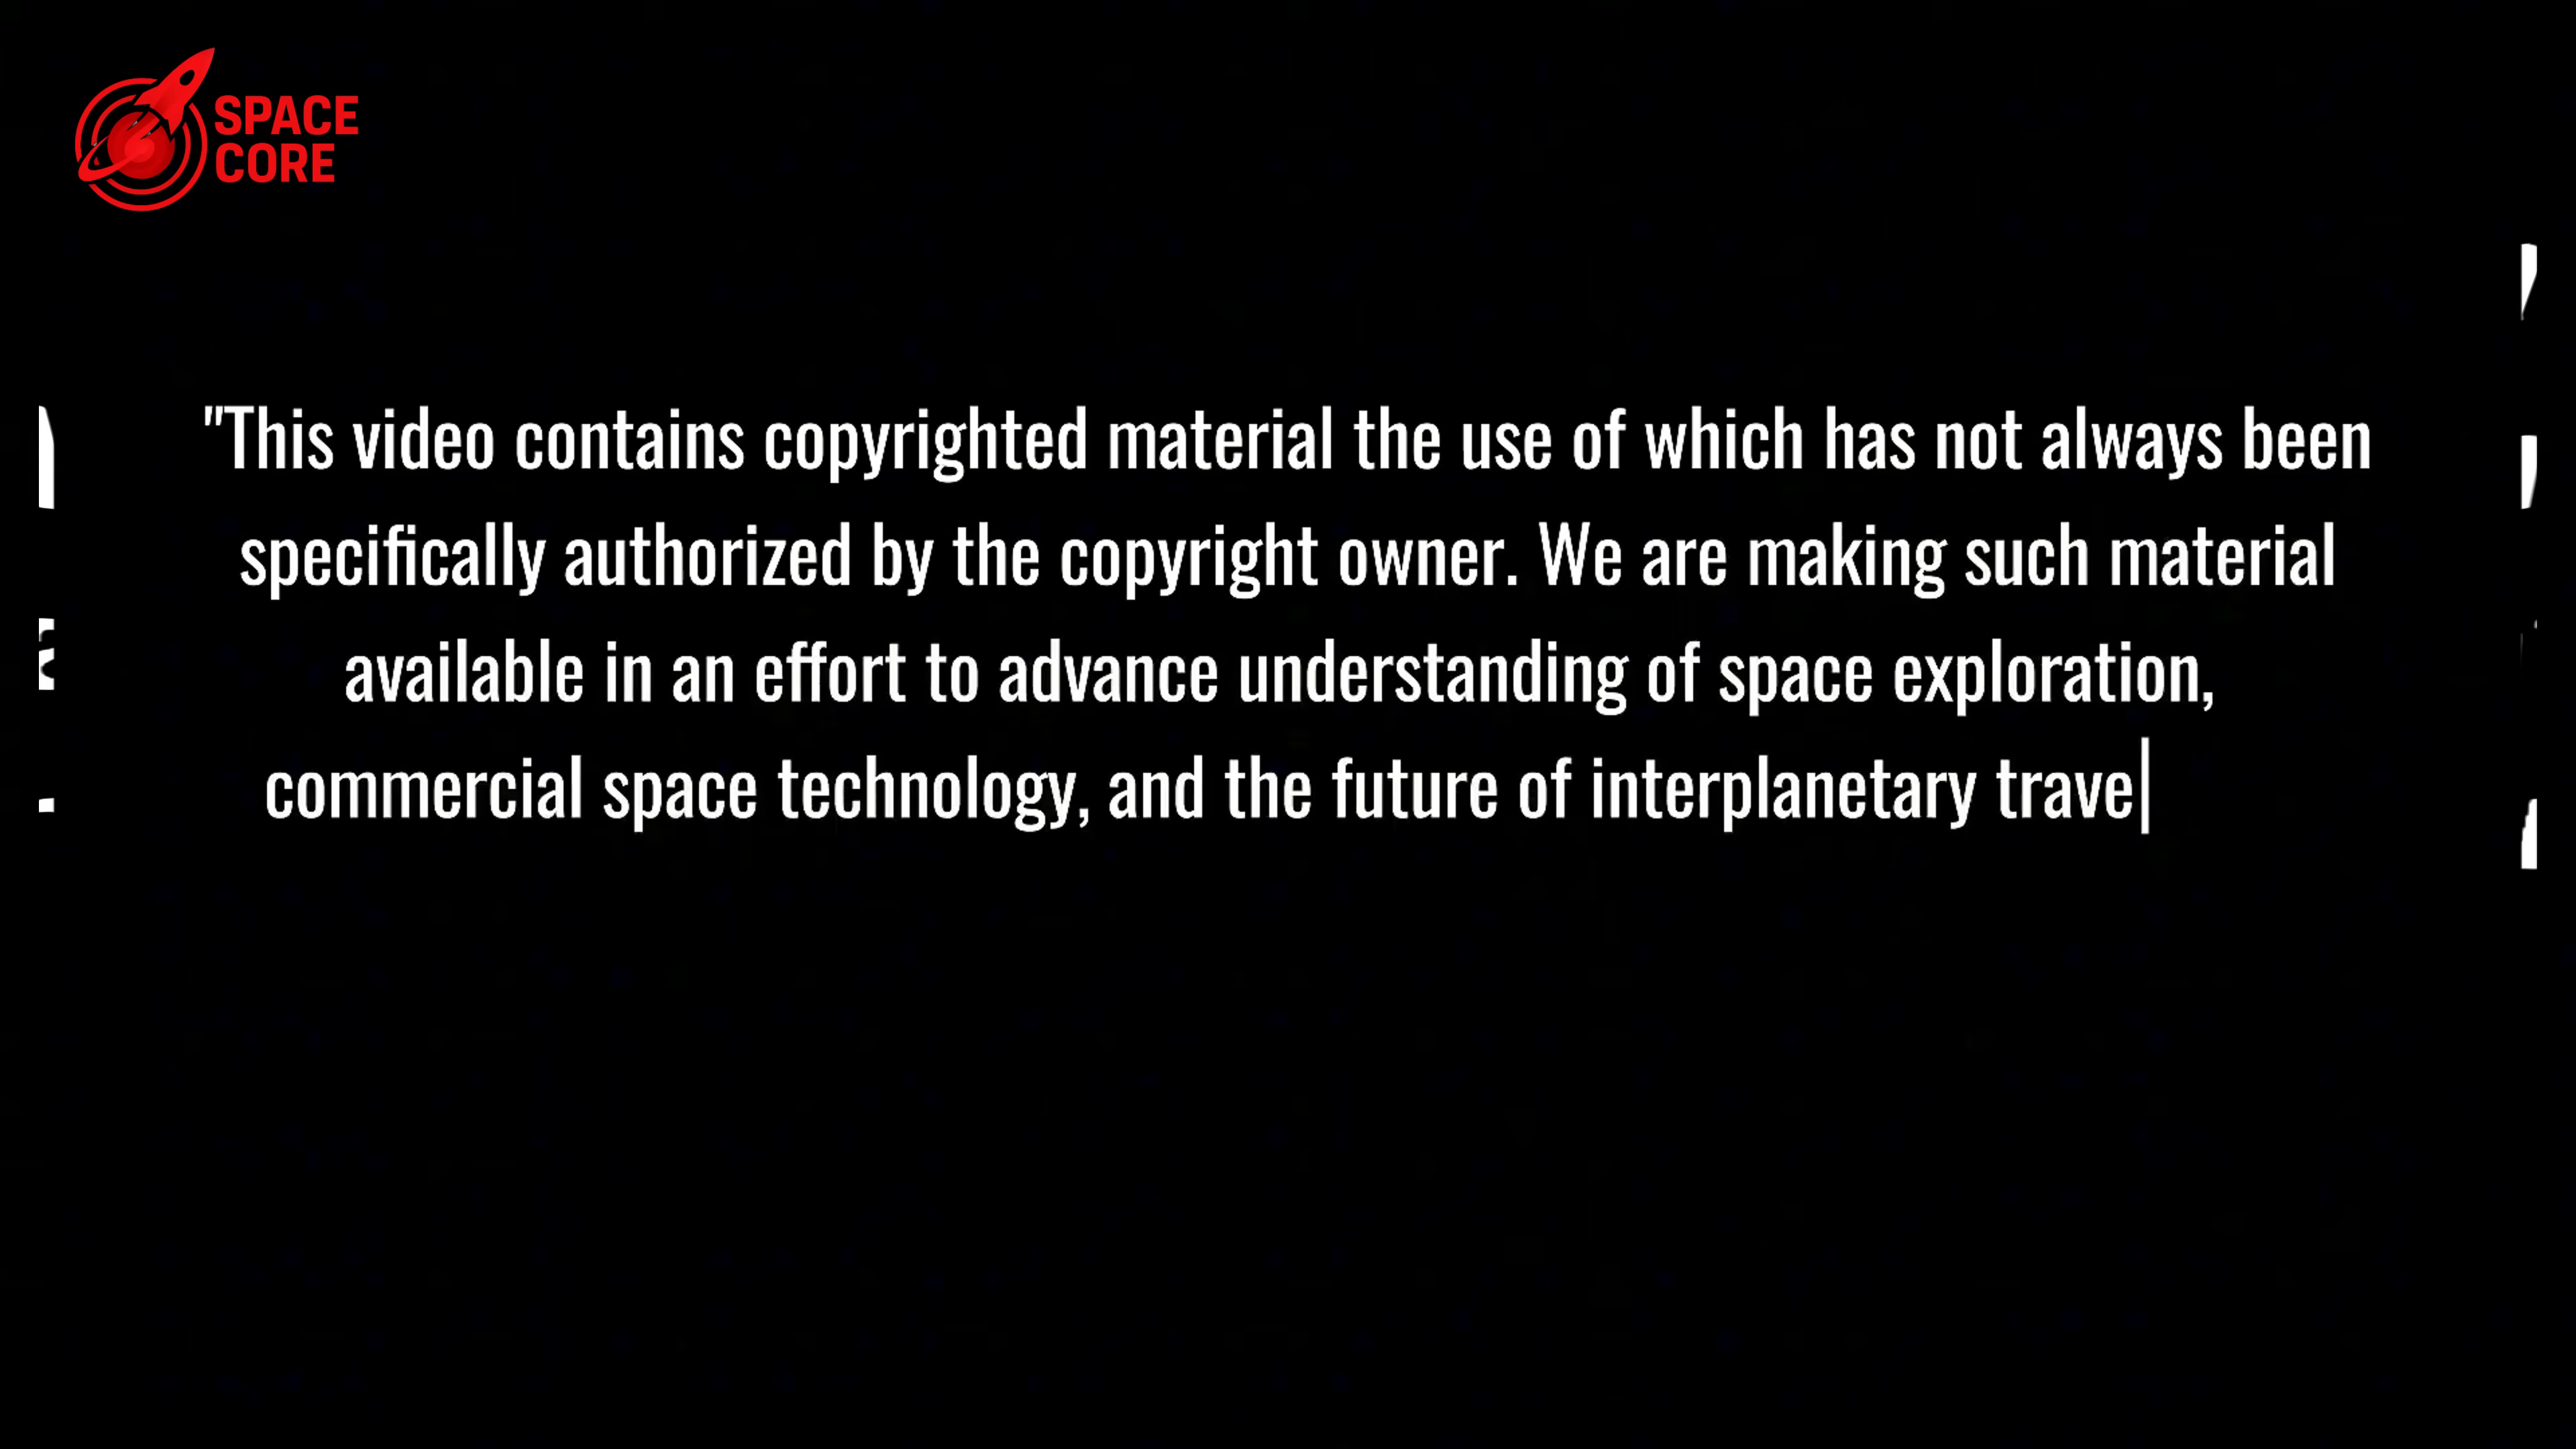 SPACE
CORE
"This video contains copyrighted material the use of which has not always been
specifically authorized by the copyright owner. We are making such material
available in an effort to advance understanding of space exploration,
commercial space technology, and the future of interplanetary trave